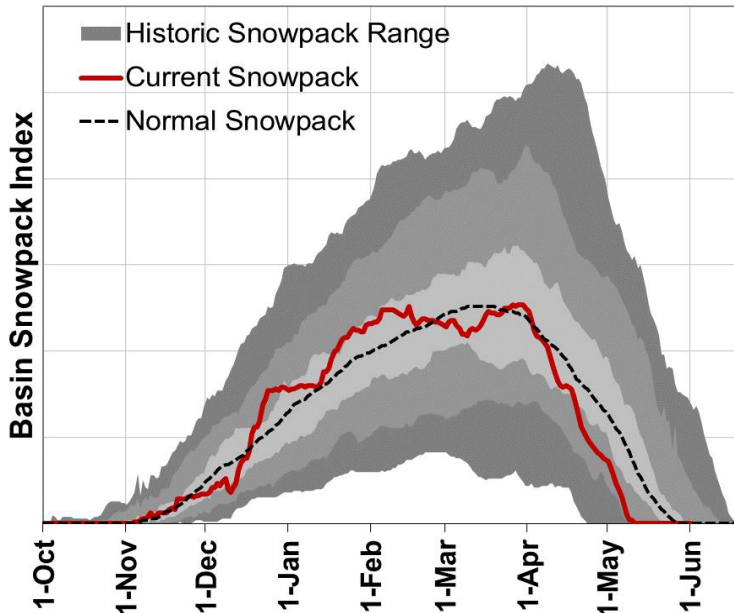 Historic Snowpack Range
Current Snowpack
Normal Snowpack
Basin Snowpack Index
1-Oct
1-Nov
1-Dec
1-Jan
1-Feb
1-Mar
1-Apr
1-May
1-Jun